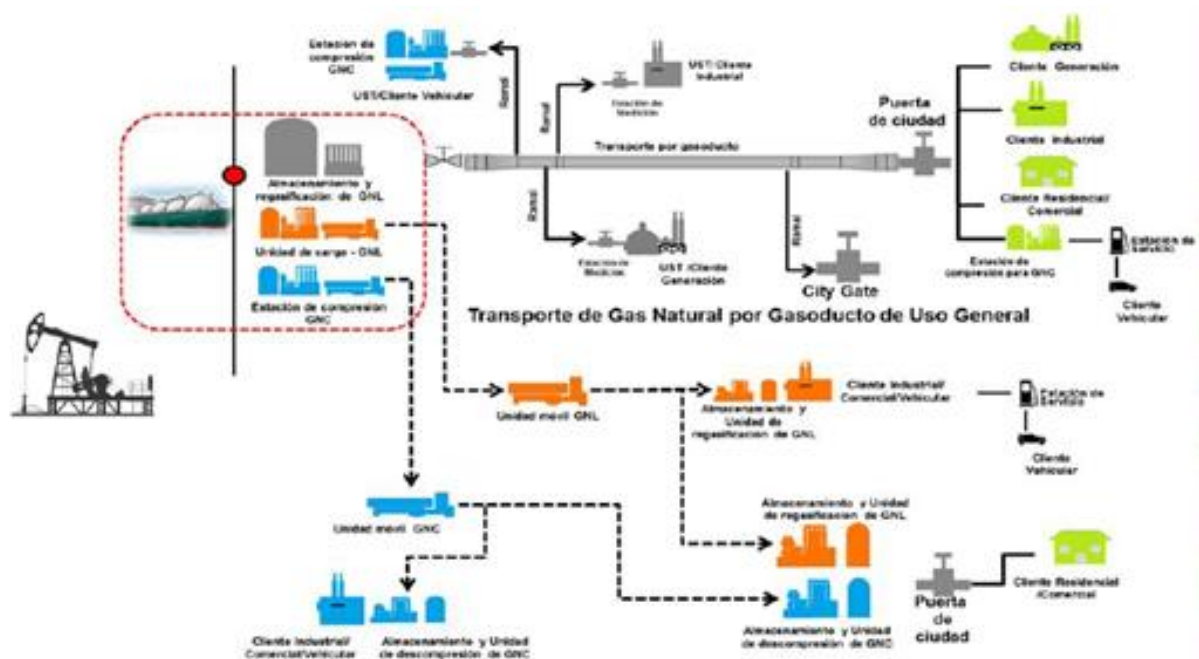 Estación de
compresión
GNC
UST/Cliente Vehicular
Ramal
Ramal
UST/Cliente
Industrial
Estación de
Medición
Transporte por gasoducto
Puerta
de ciudad
Cliente Generación
Cliente Industrial
Cliente Residencial/
Comercial
Estación de
compresión para GNC
Estación de
servicio
Cliente
Vehicular
Almacenamiento y
regasificación de GNL
Unidad de carga - GNL
Estación de compresión
GNC
Ramal
Estación de
Medición
UST /Cliente
Generación
Ramal
City Gate
Transporte de Gas Natural por Gasoducto de Uso General
Unidad móvil GNL
Almacenamiento y
Unidad de
regasificación de GNL
Cliente Industrial/
Comercial/Vehicular
Estación de
Servicio
Cliente
Vehicular
Unidad móvil GNC
Almacenamiento y Unidad
de regasificación de GNL
Cliente Industrial/
Comercial/Vehicular
Almacenamiento y Unidad
de descompresión de GNC
Almacenamiento y Unidad
de descompresión de GNC
Puerta
de
ciudad
Cliente Residencial
/Comercial